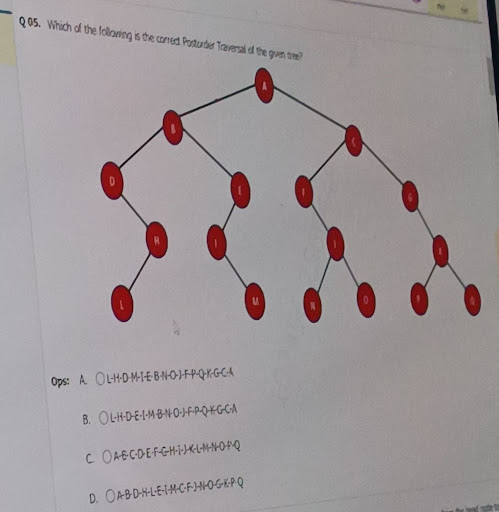 Q 05. Which of the following is the correct Postorder Traversal of the given tree?
A
B
C
D
E
F
G
H
I
J
K
L
M
N
O
P
Q
Ops: A. L-H-D-M-I-E-B-N-O-J-F-P-Q-K-G-C-A
B. L-H-D-E-I-M-B-N-O-J-F-P-Q-K-G-C-A
C. A-B-C-D-E-F-G-H-I-J-K-L-M-N-O-P-Q
D. A-B-D-H-L-E-I-M-C-F-J-N-O-G-K-P-Q